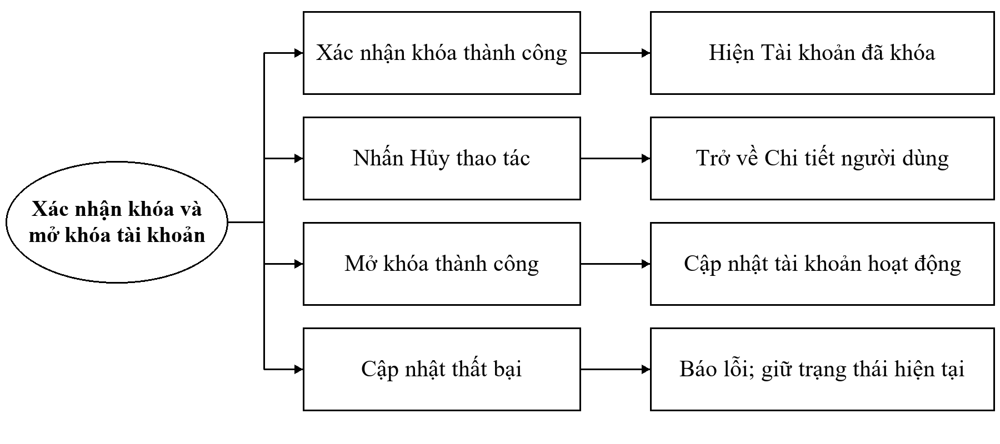 Xác nhận khóa và
mở khóa tài khoản
Xác nhận khóa thành công
Hiện Tài khoản đã khóa
Nhấn Hủy thao tác
Trở về Chi tiết người dùng
Mở khóa thành công
Cập nhật tài khoản hoạt động
Cập nhật thất bại
Báo lỗi; giữ trạng thái hiện tại